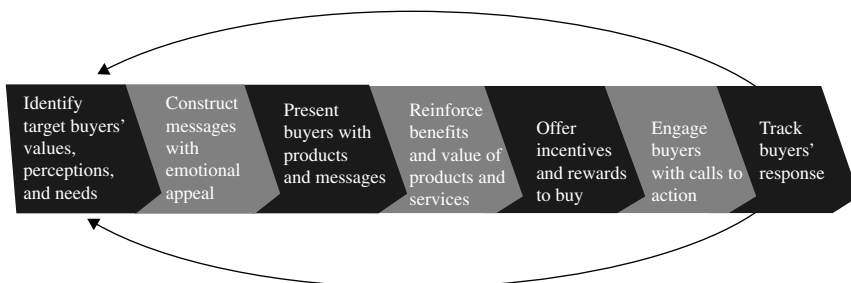 Identify
target buyers’
values,
perceptions,
and needs
Construct
messages
with
emotional
appeal
Present
buyers with
products
and messages
Reinforce
benefits
and value of
products and
services
Offer
incentives
and rewards
to buy
Engage
buyers
with calls to
action
Track
buyers’
response